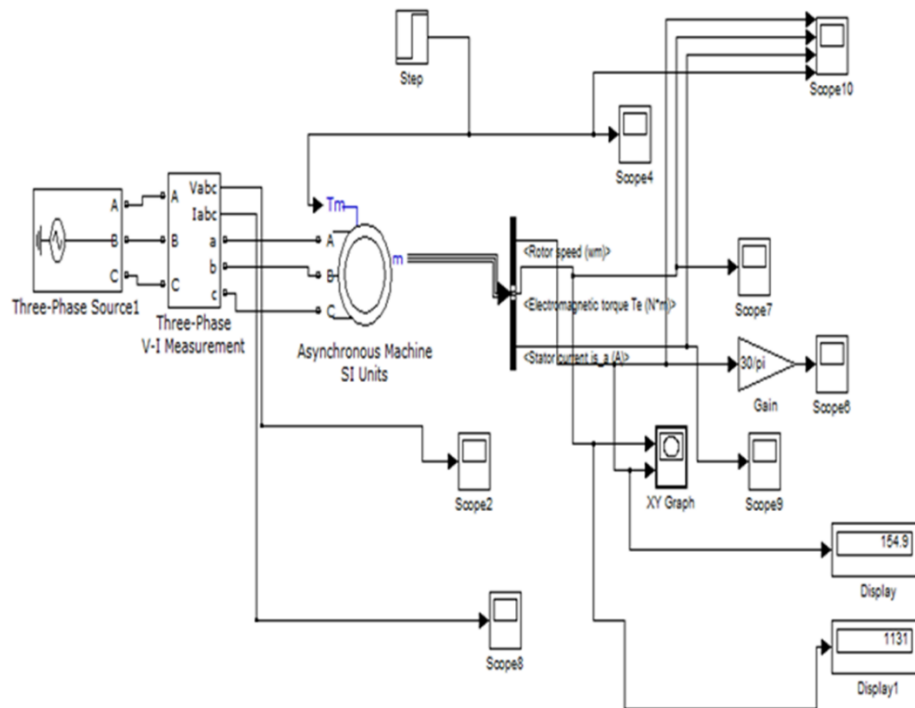 Step
Scope10
Scope4
Vabc
Iabc
A
B
C
A
B
C
a
b
c
Tm
A
B
C
m
Three-Phase Source1
Three-Phase
V-I Measurement
Asynchronous Machine
SI Units
<Rotor speed (wm)>
<Electromagnetic torque Te (N*m)>
<Stator current is_a (A)>
Scope7
30/pi
Gain
Scope6
Scope2
XY Graph
Scope9
154.9
Display
Scope8
1131
Display1